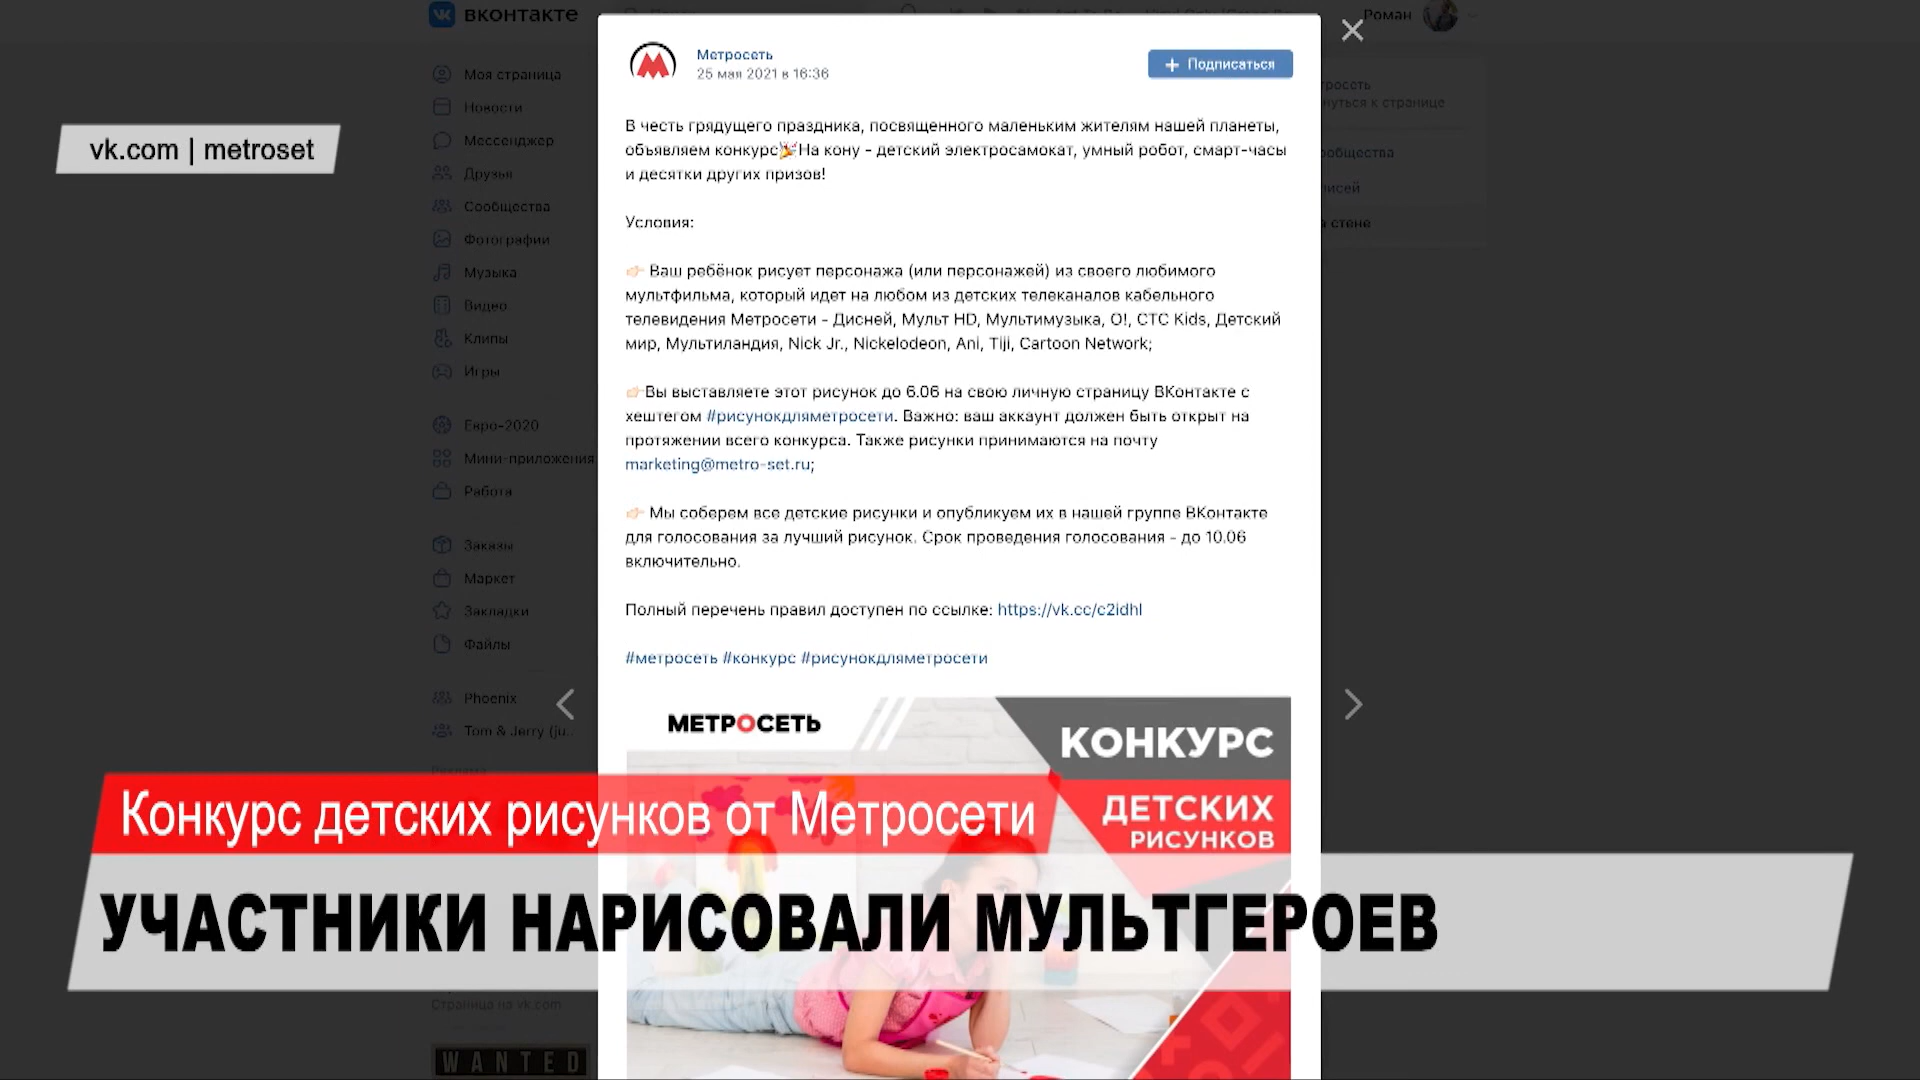 вконтакте
Роман
Моя страница
Новости
Мессенджер
Друзья
Сообщества
Фотографии
Музыка
Видео
Клипы
Игры
Евро-2020
Мини-приложения
Работа
Заказы
Маркет
Закладки
Файлы
Phoenix
Tom & Jerry (ju..
Страница на vk.com
WANTED
vk.com | metroset
Метросеть
25 мая 2021 в 16:36
+ Подписаться
В честь грядущего праздника, посвященного маленьким жителям нашей планеты,
объявляем конкурс🎉На кону - детский электросамокат, умный робот, смарт-часы
и десятки других призов!
Условия:
👉🏻 Ваш ребёнок рисует персонажа (или персонажей) из своего любимого
мультфильма, который идет на любом из детских телеканалов кабельного
телевидения Метросети - Дисней, Мульт HD, Мультимузыка, О!, СТС Kids, Детский
мир, Мультиландия, Nick Jr., Nickelodeon, Ani, Tiji, Cartoon Network;
👉🏻Вы выставляете этот рисунок до 6.06 на свою личную страницу ВКонтакте с
хештегом #рисунокдляметросети. Важно: ваш аккаунт должен быть открыт на
протяжении всего конкурса. Также рисунки принимаются на почту
marketing@metro-set.ru;
👉🏻 Мы соберем все детские рисунки и опубликуем их в нашей группе ВКонтакте
для голосования за лучший рисунок. Срок проведения голосования - до 10.06
включительно.
Полный перечень правил доступен по ссылке: https://vk.cc/c2idhl
#метросеть #конкурс #рисунокдляметросети
МЕТРОСЕТЬ
КОНКУРС
ДЕТСКИХ
РИСУНКОВ
Конкурс детских рисунков от Метросети
УЧАСТНИКИ НАРИСОВАЛИ МУЛЬТГЕРОЕВ
к странице
стене